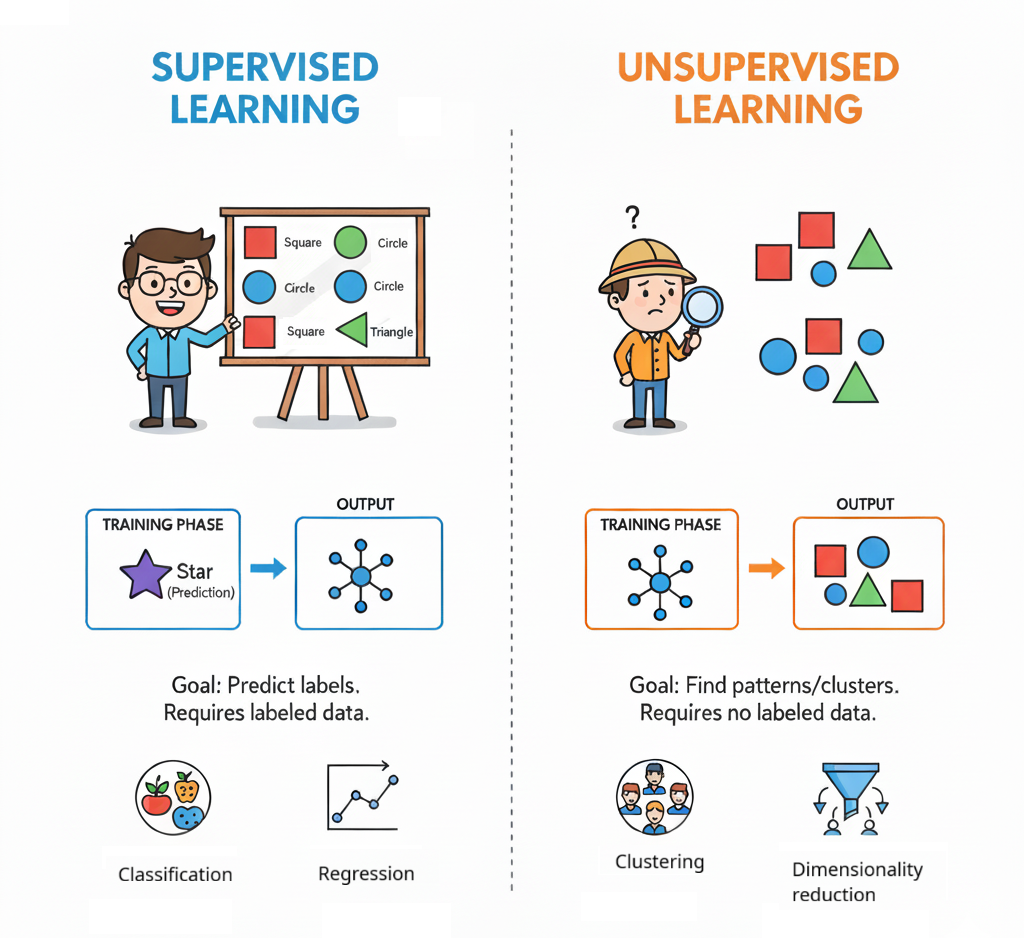 SUPERVISED
LEARNING
Square
Circle
Circle
Circle
Square
Triangle
TRAINING PHASE
Star
(Prediction)
OUTPUT
Goal: Predict labels.
Requires labeled data.
Classification
Regression
UNSUPERVISED
LEARNING
?
TRAINING PHASE
OUTPUT
Goal: Find patterns/clusters.
Requires no labeled data.
Clustering
Dimensionality
reduction